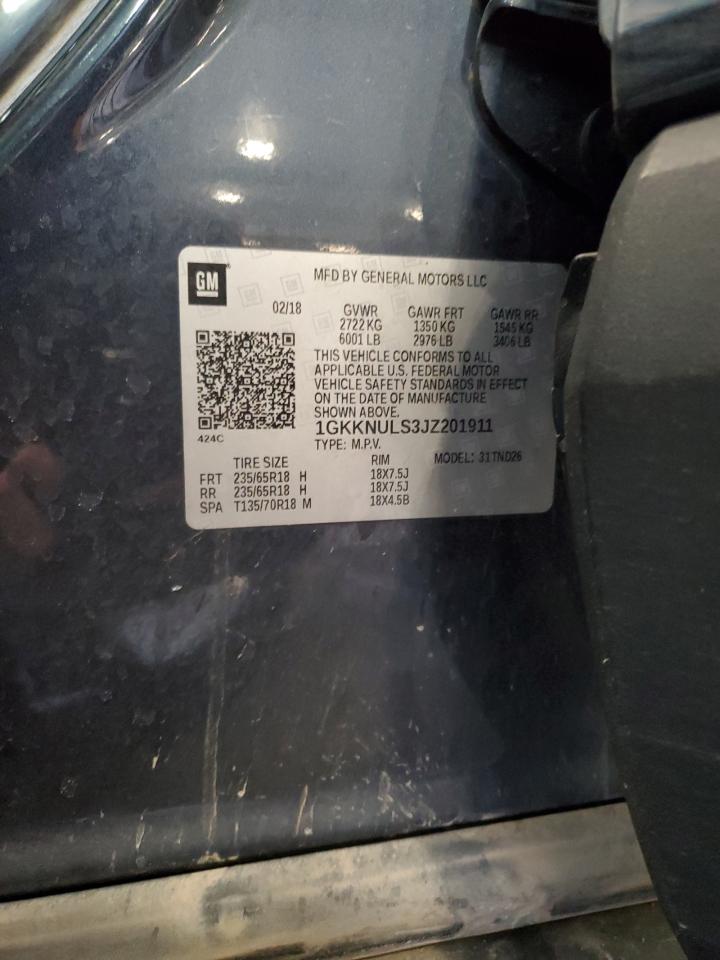 GM
MFD BY GENERAL MOTORS LLC
02/18 GVWR GAWR FRT GAWR RR
2722 KG 1350 KG 1545 KG
6001 LB 2976 LB 3406 LB
THIS VEHICLE CONFORMS TO ALL
APPLICABLE U.S. FEDERAL MOTOR
VEHICLE SAFETY STANDARDS IN EFFECT
ON THE DATE OF MANUFACTURE
SHOWN ABOVE.
1GKKNULS3JZ201911
424C
TYPE: M.P.V. MODEL: 31TND26
TIRE SIZE RIM
FRT 235/65R18 H 18X7.5J
RR 235/65R18 H 18X7.5J
SPA T135/70R18 M 18X4.5B